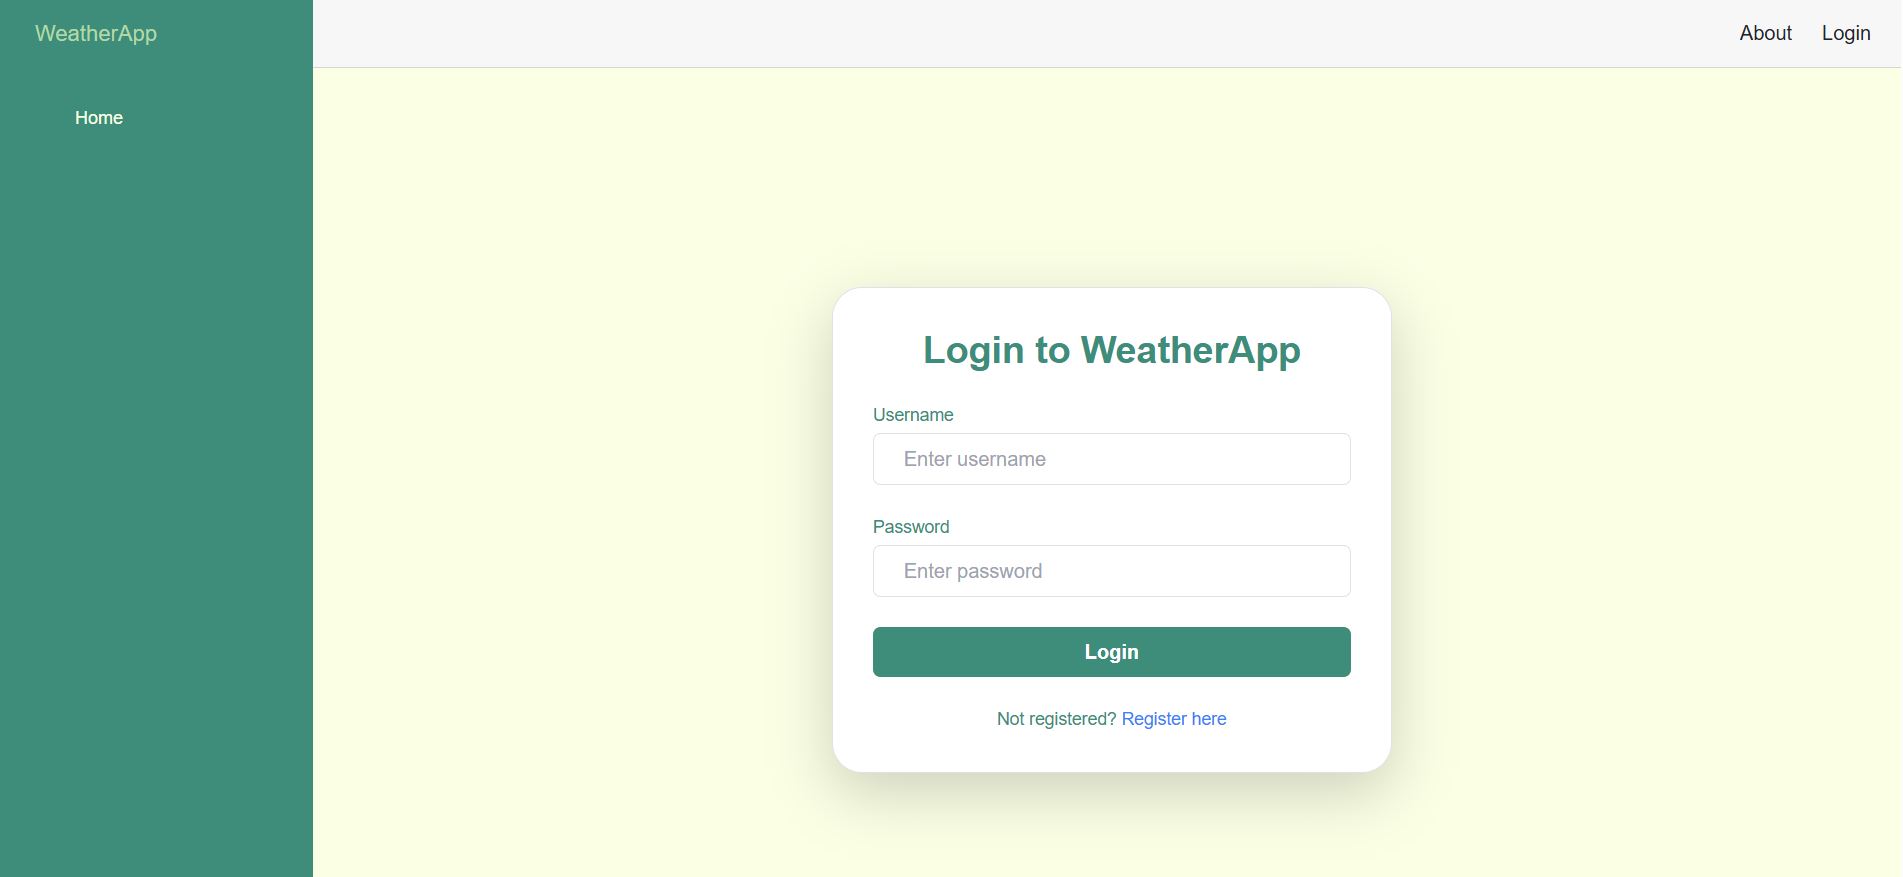 WeatherApp
About Login
Home
Login to WeatherApp
Username
Enter username
Password
Enter password
Login
Not registered? Register here